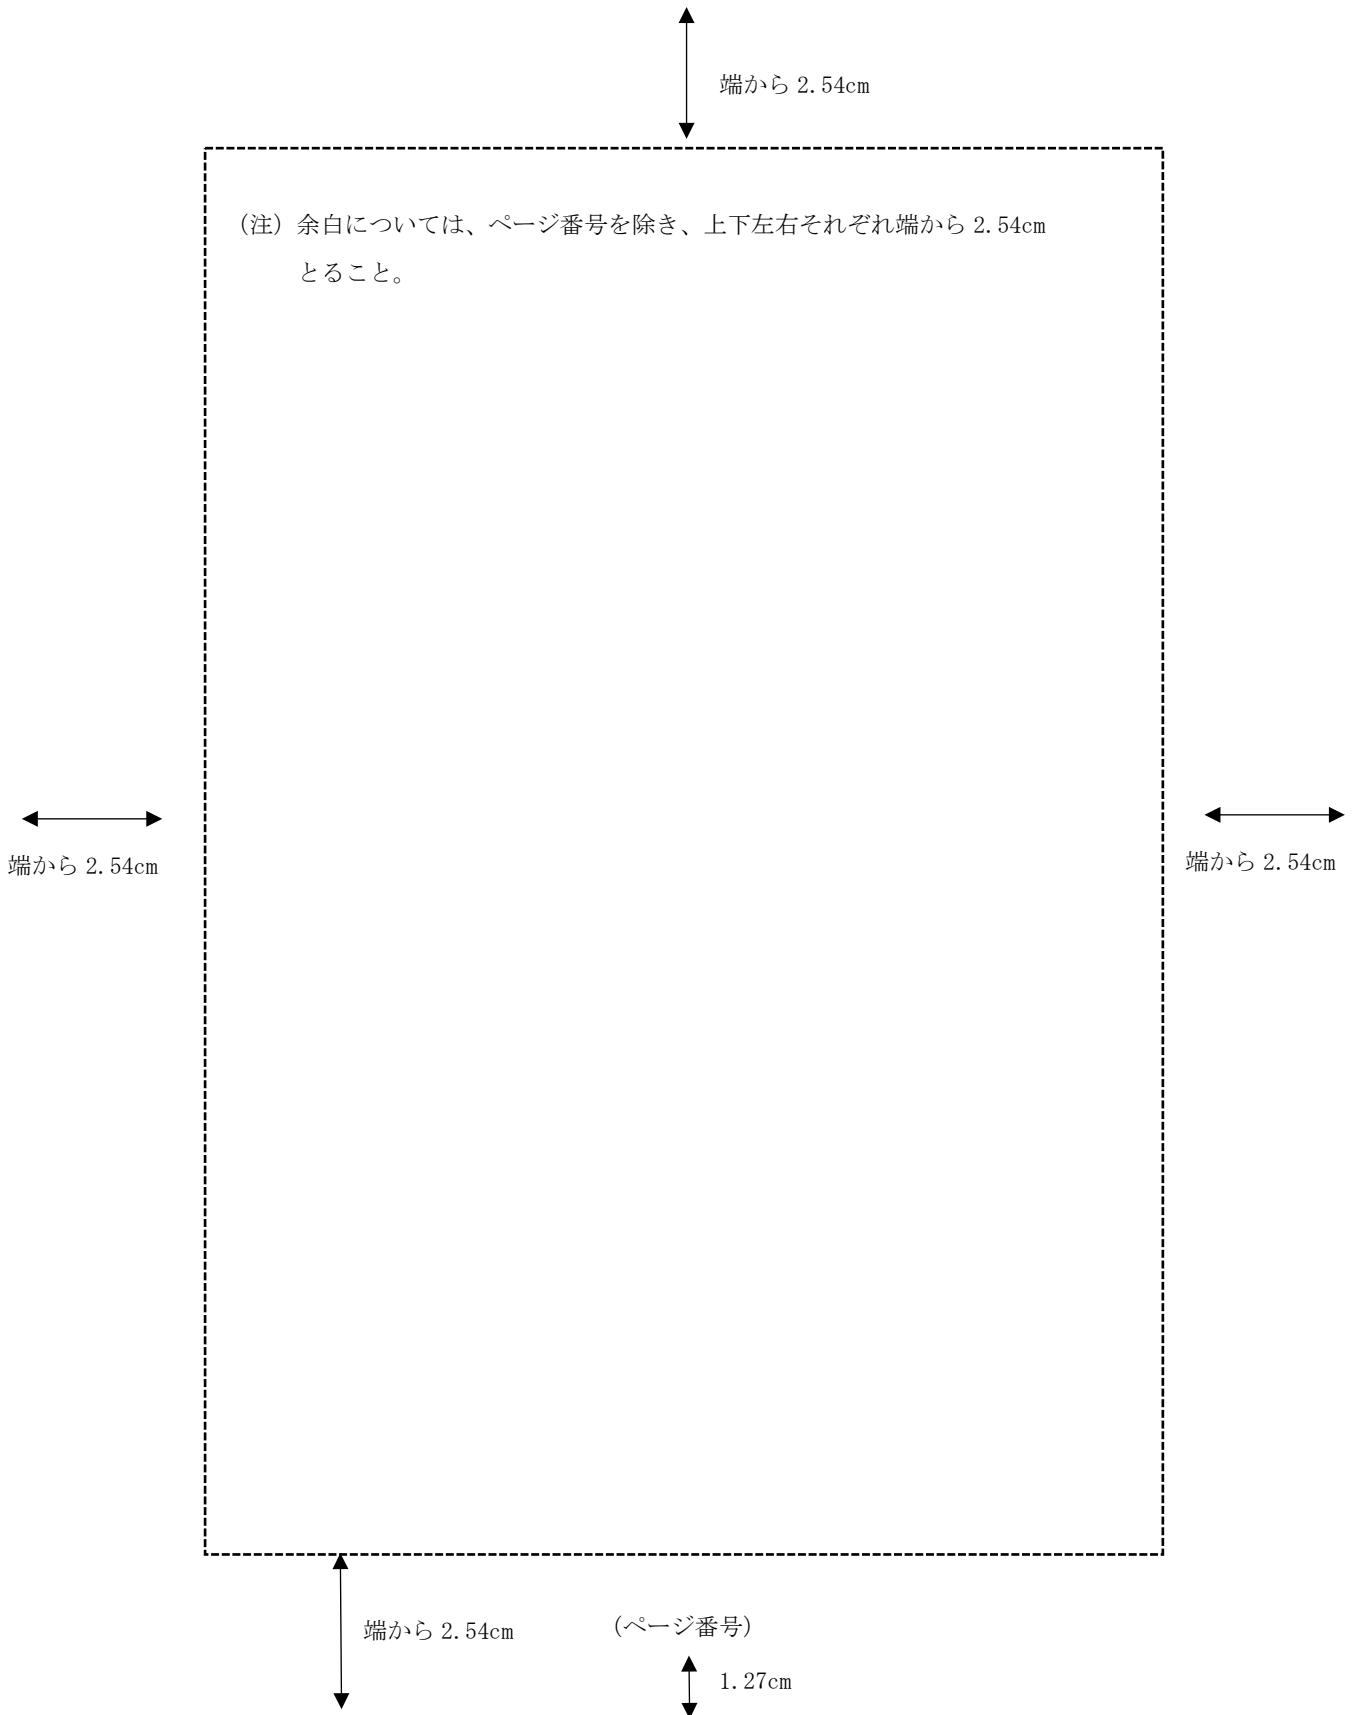 端から 2.54cm
（注）余白については、ページ番号を除き、上下左右それぞれ端から 2.54cm
とること。
端から 2.54cm
端から 2.54cm
端から 2.54cm
（ページ番号）
1.27cm